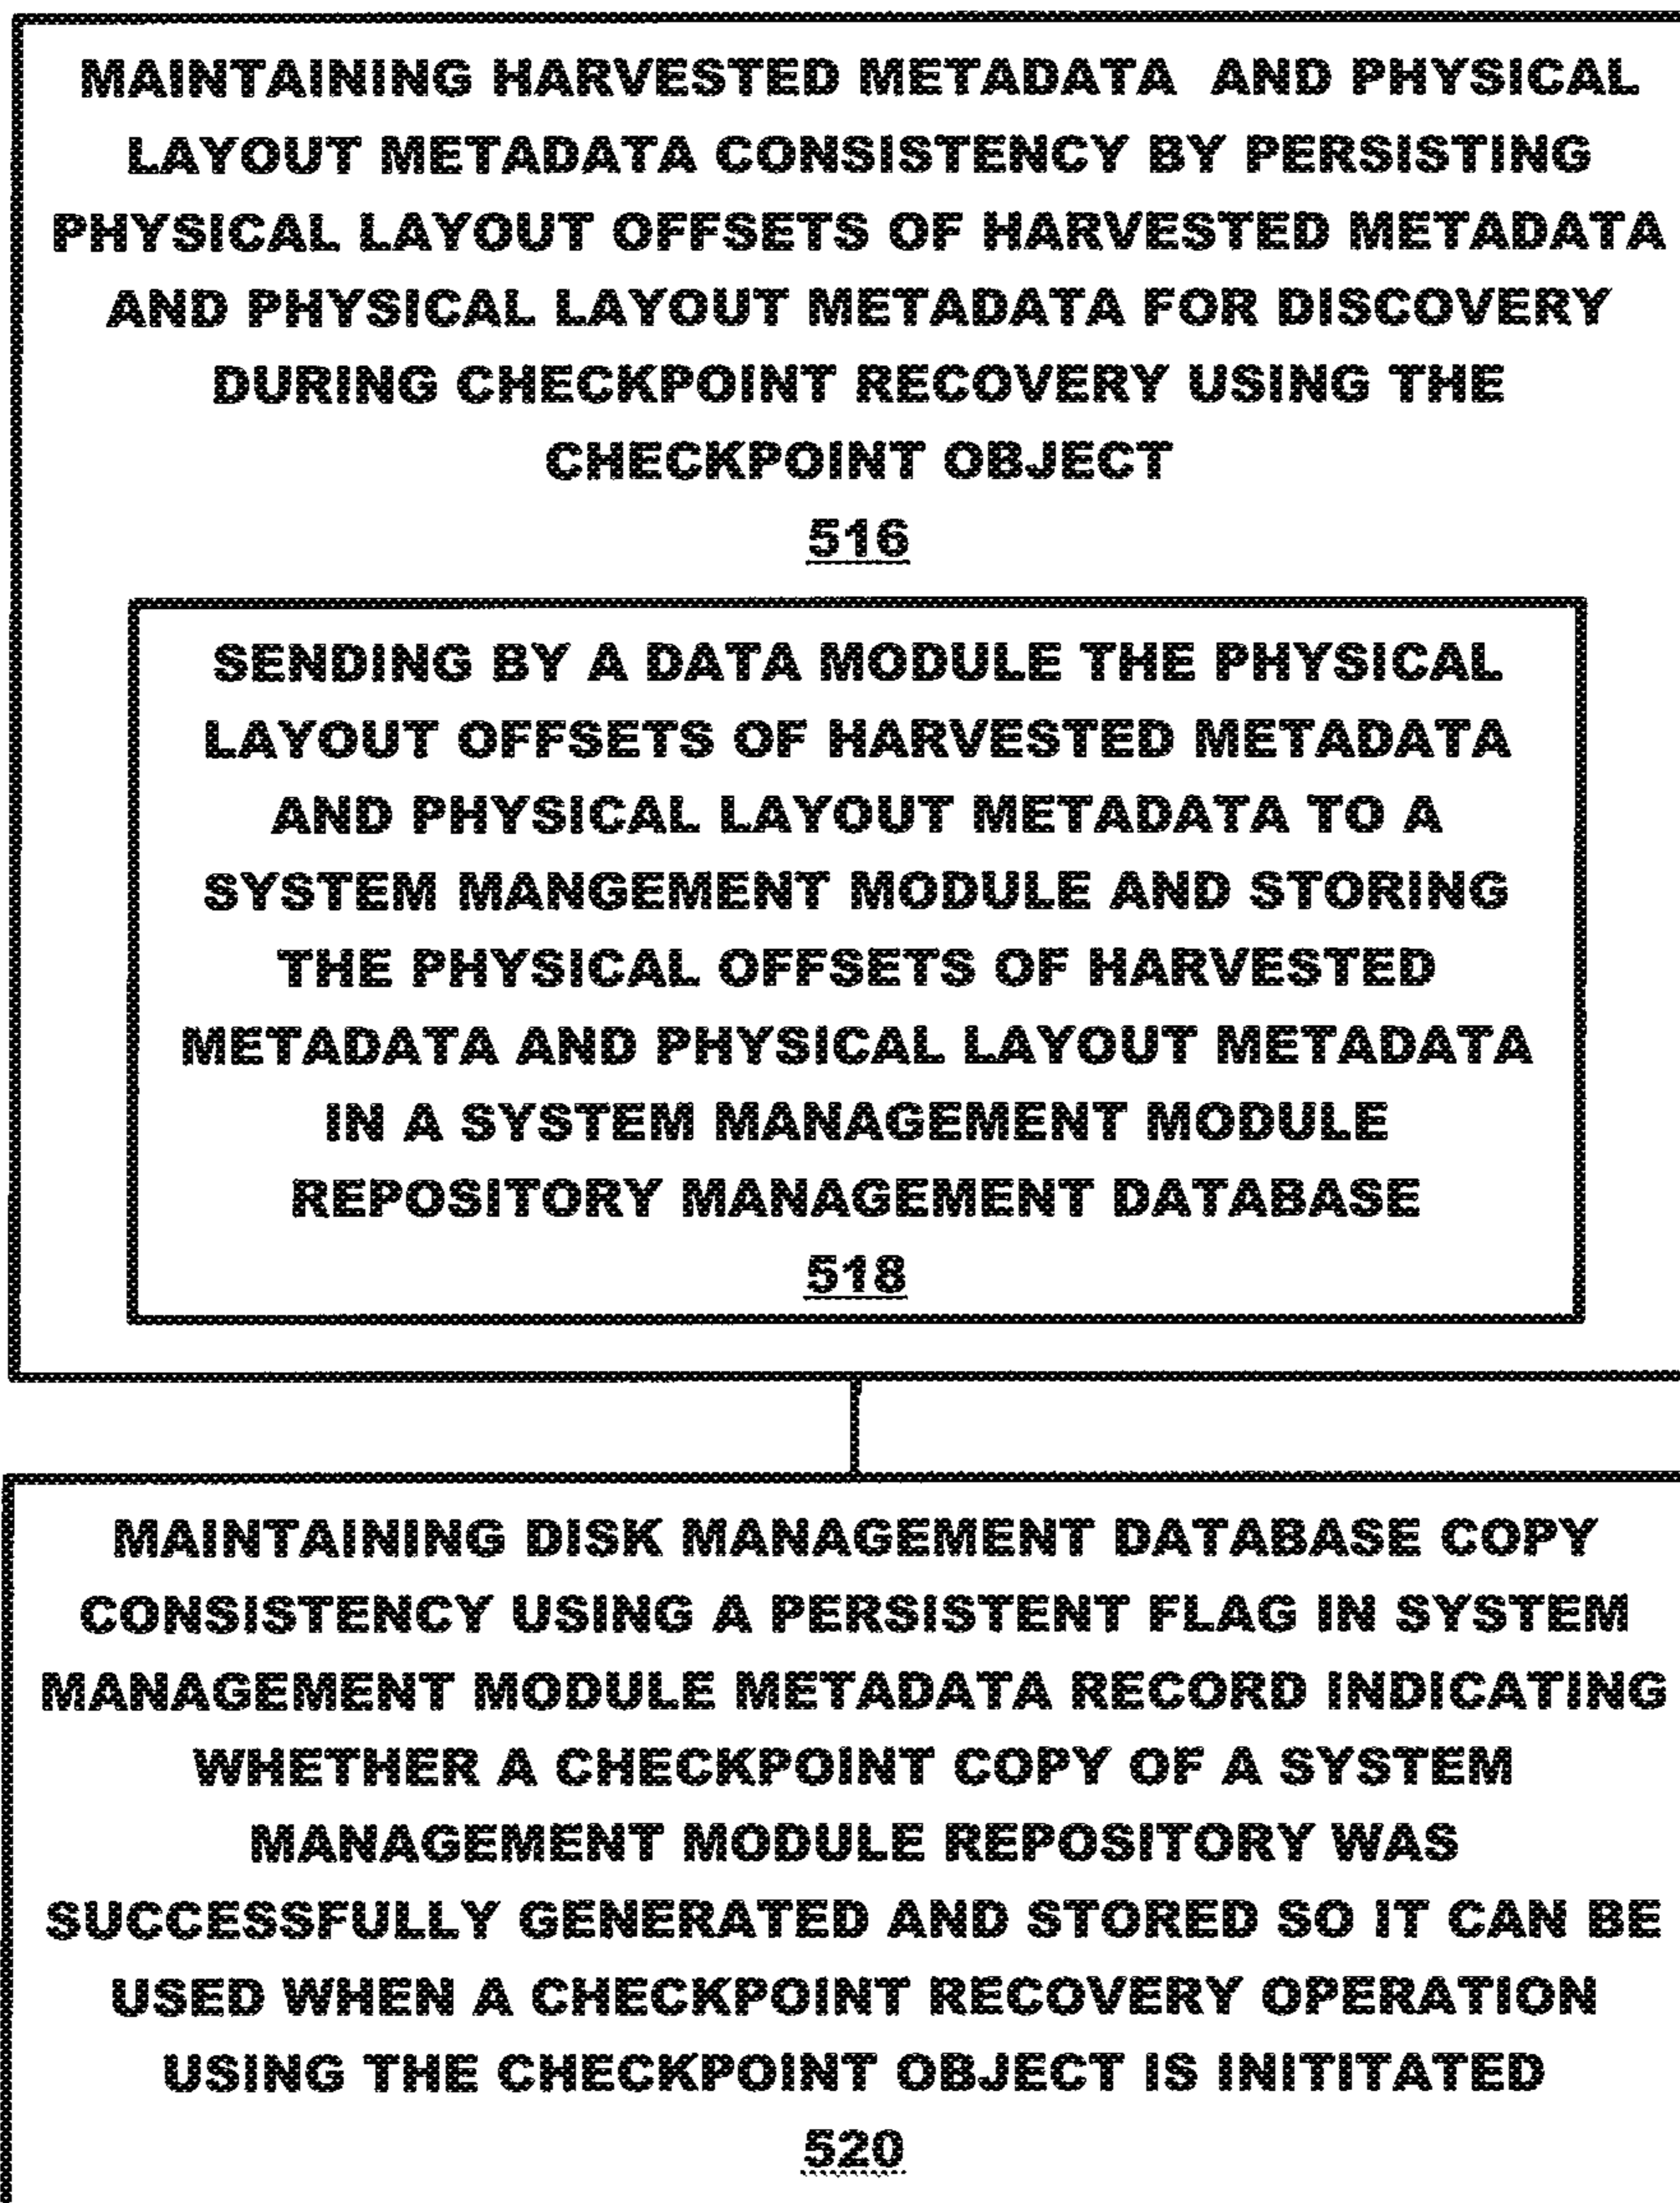 MAINTAINING HARVESTED METADATA AND PHYSICAL
LAYOUT METADATA CONSISTENCY BY PERSISTING
PHYSICAL LAYOUT OFFSETS OF HARVESTED METADATA
AND PHYSICAL LAYOUT METADATA FOR DISCOVERY
DURING CHECKPOINT RECOVERY USING THE
CHECKPOINT OBJECT
516
SENDING BY A DATA MODULE THE PHYSICAL
LAYOUT OFFSETS OF HARVESTED METADATA
AND PHYSICAL LAYOUT METADATA TO A
SYSTEM MANGEMENT MODULE AND STORING
THE PHYSICAL OFFSETS OF HARVESTED
METADATA AND PHYSICAL LAYOUT METADATA
IN A SYSTEM MANAGEMENT MODULE
REPOSITORY MANAGEMENT DATABASE
518
MAINTAINING DISK MANAGEMENT DATABASE COPY
CONSISTENCY USING A PERSISTENT FLAG IN SYSTEM
MANAGEMENT MODULE METADATA RECORD INDICATING
WHETHER A CHECKPOINT COPY OF A SYSTEM
MANAGEMENT MODULE REPOSITORY WAS
SUCCESSFULLY GENERATED AND STORED SO IT CAN BE
USED WHEN A CHECKPOINT RECOVERY OPERATION
USING THE CHECKPOINT OBJECT IS INITITATED
520